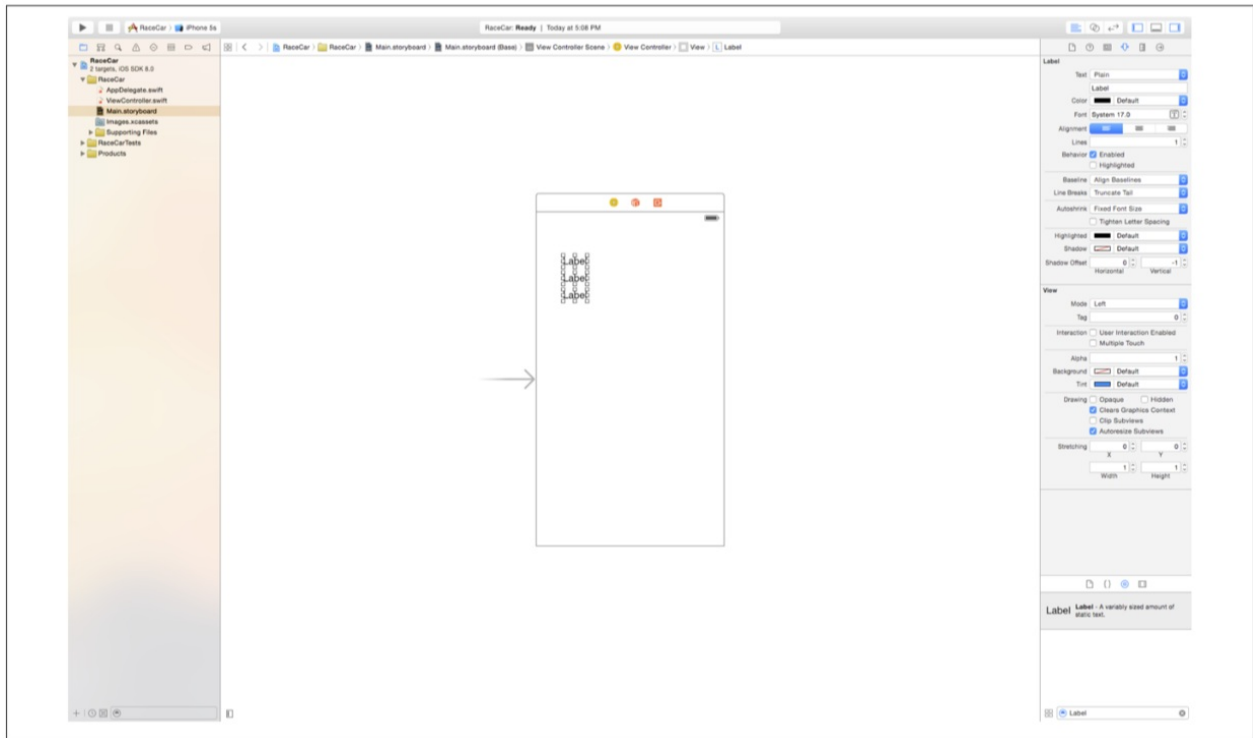 RaceCar › iPhone 5s
RaceCar: Ready | Today at 5:08 PM
RaceCar › RaceCar › Main.storyboard › Main.storyboard (Base) › View Controller Scene › View Controller › View › L Label
RaceCar
2 targets, iOS SDK 8.0
RaceCar
AppDelegate.swift
ViewController.swift
Main.storyboard
Images.xcassets
Supporting Files
RaceCarTests
Products
Label
Label
Label
Label
Text Plain
Label
Color Default
Font System 17.0
Alignment
Lines 1
Behavior Enabled
Highlighted
Baseline Align Baselines
Line Breaks Truncate Tail
Autoshrink Fixed Font Size
Tighten Letter Spacing
Highlighted Default
Shadow Default
Shadow Offset 0 -1
Horizontal Vertical
View
Mode Left
Tag 0
Interaction User Interaction Enabled
Multiple Touch
Alpha 1
Background Default
Tint Default
Drawing Opaque Hidden
Clears Graphics Context
Clip Subviews
Autoresize Subviews
Stretching 0 0
X Y
1 1
Width Height
Label Label - A variably sized amount of
static text.
Label